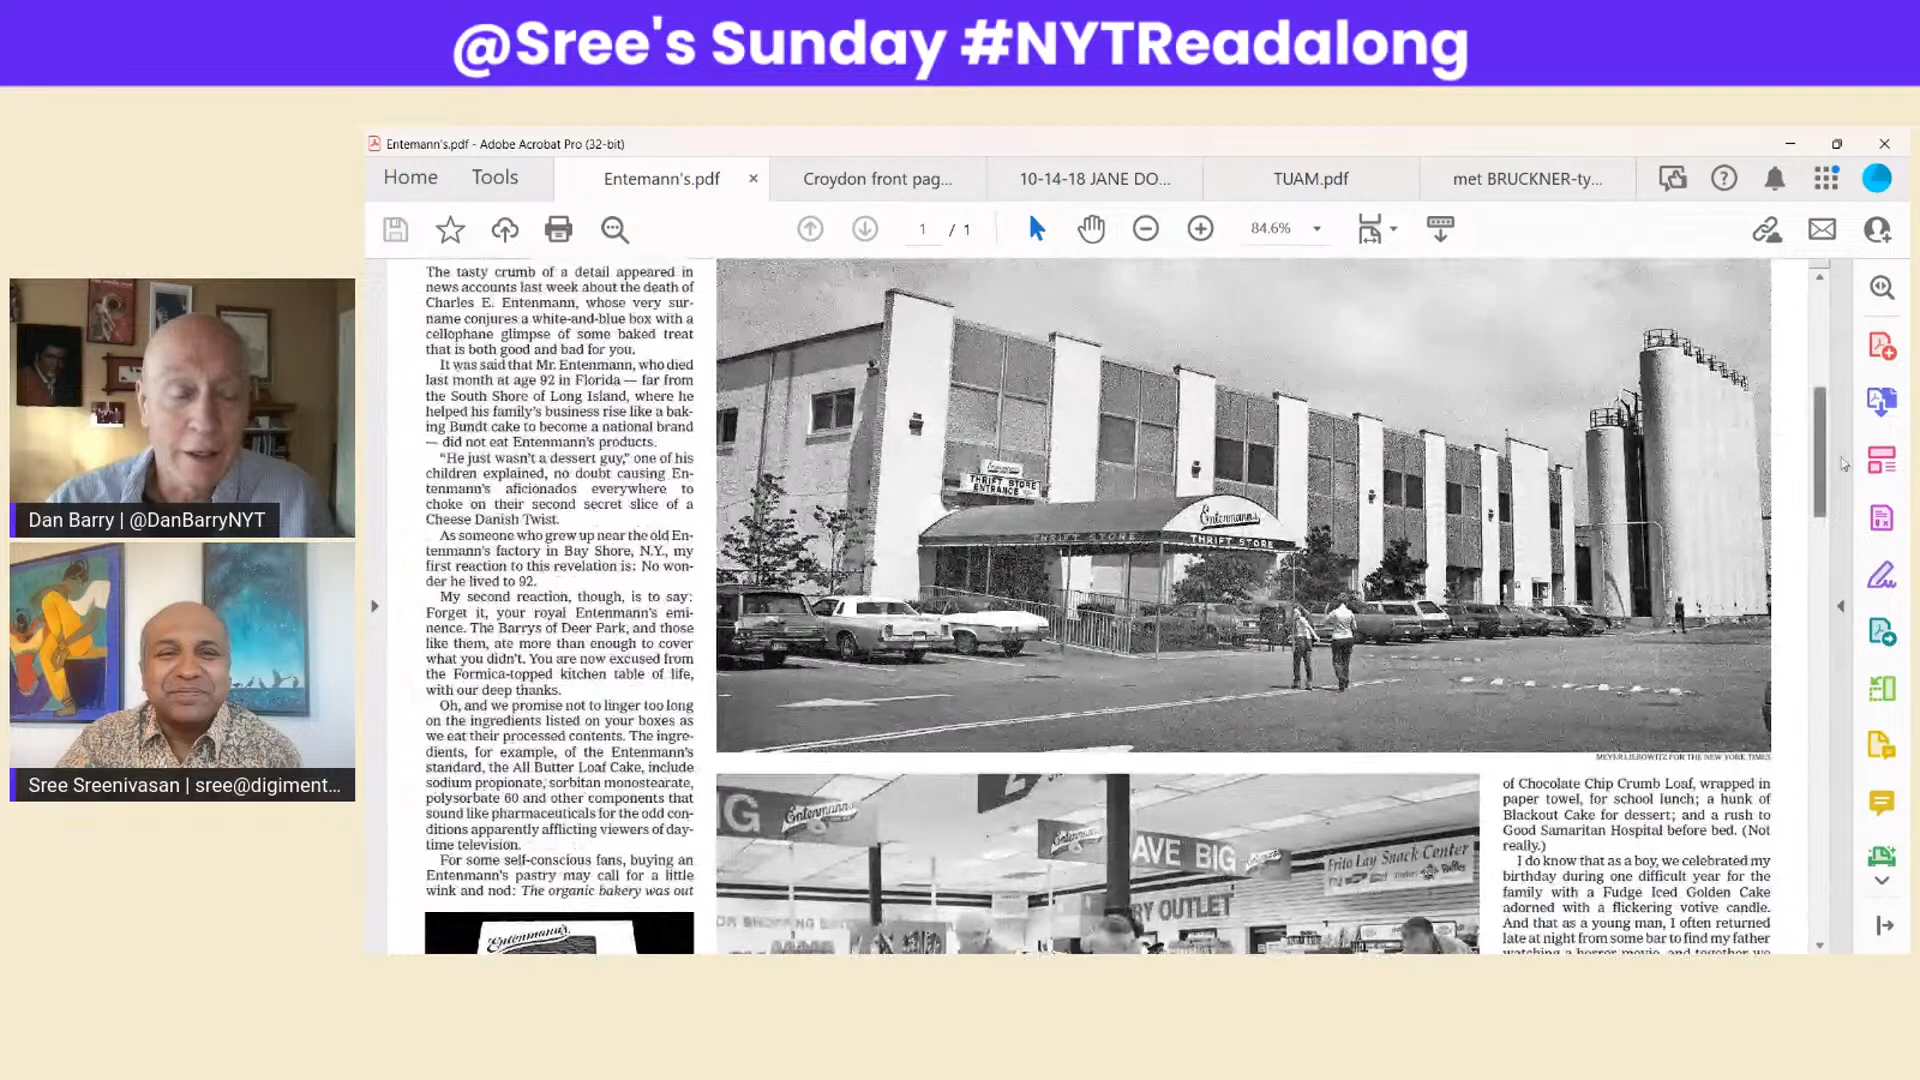 @Sree's Sunday #NYTReadalong
Entemann's.pdf - Adobe Acrobat Pro (32-bit)
Home
Tools
Entemann's.pdf
Croydon front pag...
10-14-18 JANE DO...
TUAM.pdf
met BRUCKNER-ty...
1 / 1
84.6%
Dan Barry | @DanBarryNYT
Sree Sreenivasan | sree@digiment...
The tasty crumb of a detail appeared in
news accounts last week about the death of
Charles E. Entenmann, whose very sur-
name conjures a white-and-blue box with a
cellophane glimpse of some baked treat
that is both good and bad for you.
It was said that Mr. Entenmann, who died
last month at age 92 in Florida — far from
the South Shore of Long Island, where he
helped his family's business rise like a bak-
ing Bundt cake to become a national brand
— did not eat Entenmann's products.
"He just wasn't a dessert guy," one of his
children explained, no doubt causing En-
tenmann's aficionados everywhere to
choke on their second secret slice of a
Cheese Danish Twist.
As someone who grew up near the old En-
tenmann's factory in Bay Shore, N.Y., my
first reaction to this revelation is: No won-
der he lived to 92.
My second reaction, though, is to say:
Forget it, your royal Entenmann's emi-
nence. The Barrys of Deer Park, and those
like them, ate more than enough to cover
what you didn't. You are now excused from
the Formica-topped kitchen table of life,
with our deep thanks.
Oh, and we promise not to linger too long
on the ingredients listed on your boxes as
we eat their processed contents. The ingre-
dients, for example, of the Entenmann's
standard, the All Butter Loaf Cake, include
sodium propionate, sorbitan monostearate,
polysorbate 60 and other components that
sound like pharmaceuticals for the odd con-
ditions apparently afflicting viewers of day-
time television.
For some self-conscious fans, buying an
Entenmann's pastry may call for a little
wink and nod: The organic bakery was out
Entenmann's
Entenmann's
THRIFT STORE
ENTRANCE
Entenmann's
THRIFT STORE
THRIFT STORE
MEYER LIEBOWITZ FOR THE NEW YORK TIMES
Entenmann's
Entenmann's
AVE BIG
Frito Lay Snack Center
RY OUTLET
of Chocolate Chip Crumb Loaf, wrapped in
paper towel, for school lunch; a hunk of
Blackout Cake for dessert; and a rush to
Good Samaritan Hospital before bed. (Not
really.)
I do know that as a boy, we celebrated my
birthday during one difficult year for the
family with a Fudge Iced Golden Cake
adorned with a flickering votive candle.
And that as a young man, I often returned
late at night from some bar to find my father
watching a horror movie, and together we